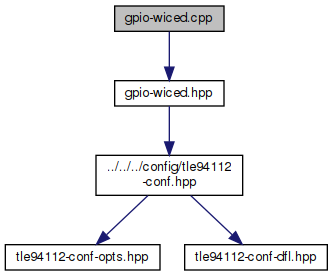 gpio-wiced.cpp
gpio-wiced.hpp
../../../config/tle94112
-conf.hpp
tle94112-conf-opts.hpp
tle94112-conf-dfl.hpp